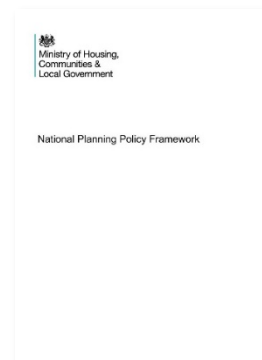 Ministry of Housing,
Communities &
Local Government
National Planning Policy Framework